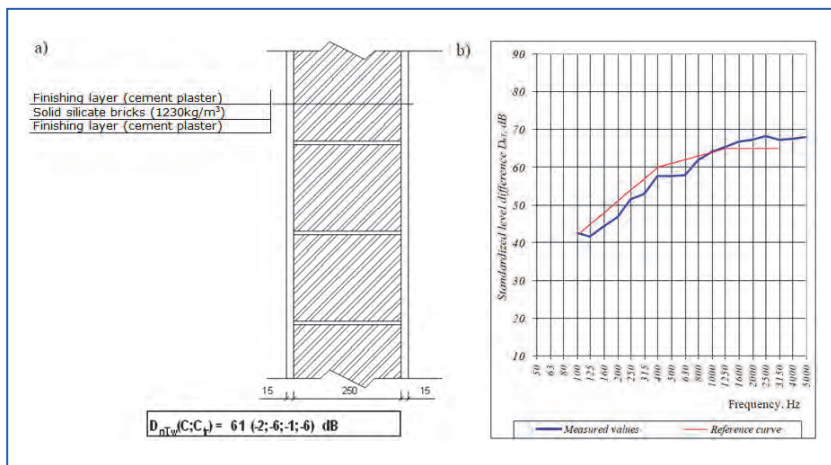 a)
Finishing layer (cement plaster)
Solid silicate bricks (1230kg/m³)
Finishing layer (cement plaster)
15 250 15
DnTw(C;Ctr) = 61 (-2;-6;-1;-6) dB
b)
Standardized level difference DnT, dB
90
80
70
60
50
40
30
20
10
50 63 80 100 125 160 200 250 315 400 500 630 800 1000 1250 1600 2000 2500 3150 4000 5000
Frequency, Hz
Measured values Reference curve